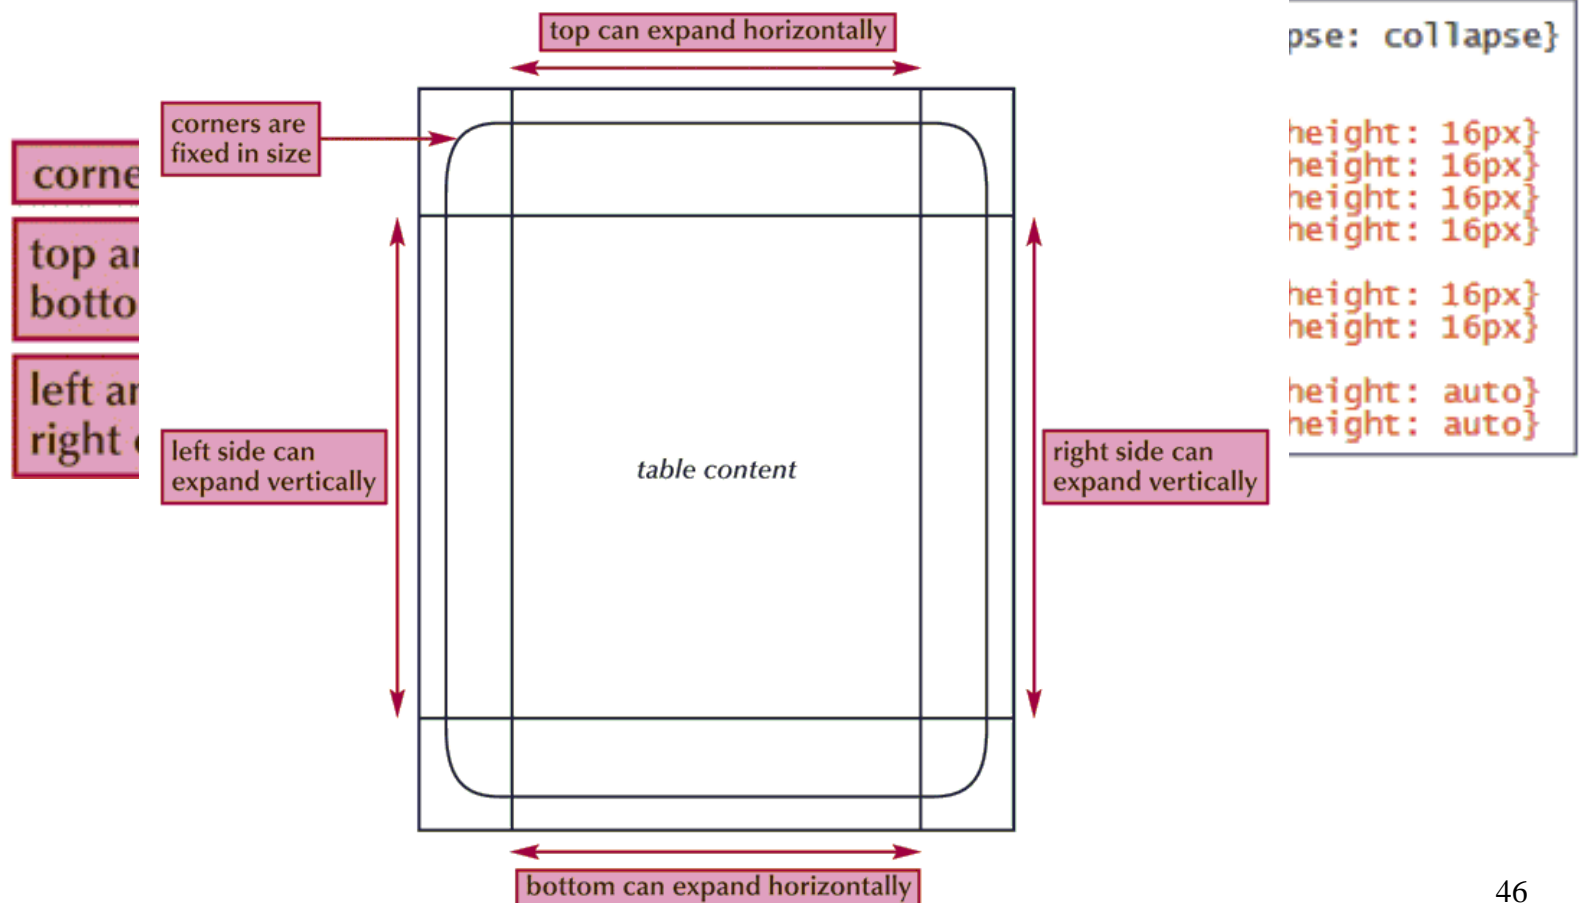 top can expand horizontally
pse: collapse}
corners are
fixed in size
height: 16px}
height: 16px}
height: 16px}
height: 16px}
corne
top ar
botto
height: 16px}
height: 16px}
left ar
right
height: auto}
height: auto}
left side can
expand vertically
table content
right side can
expand vertically
bottom can expand horizontally
46